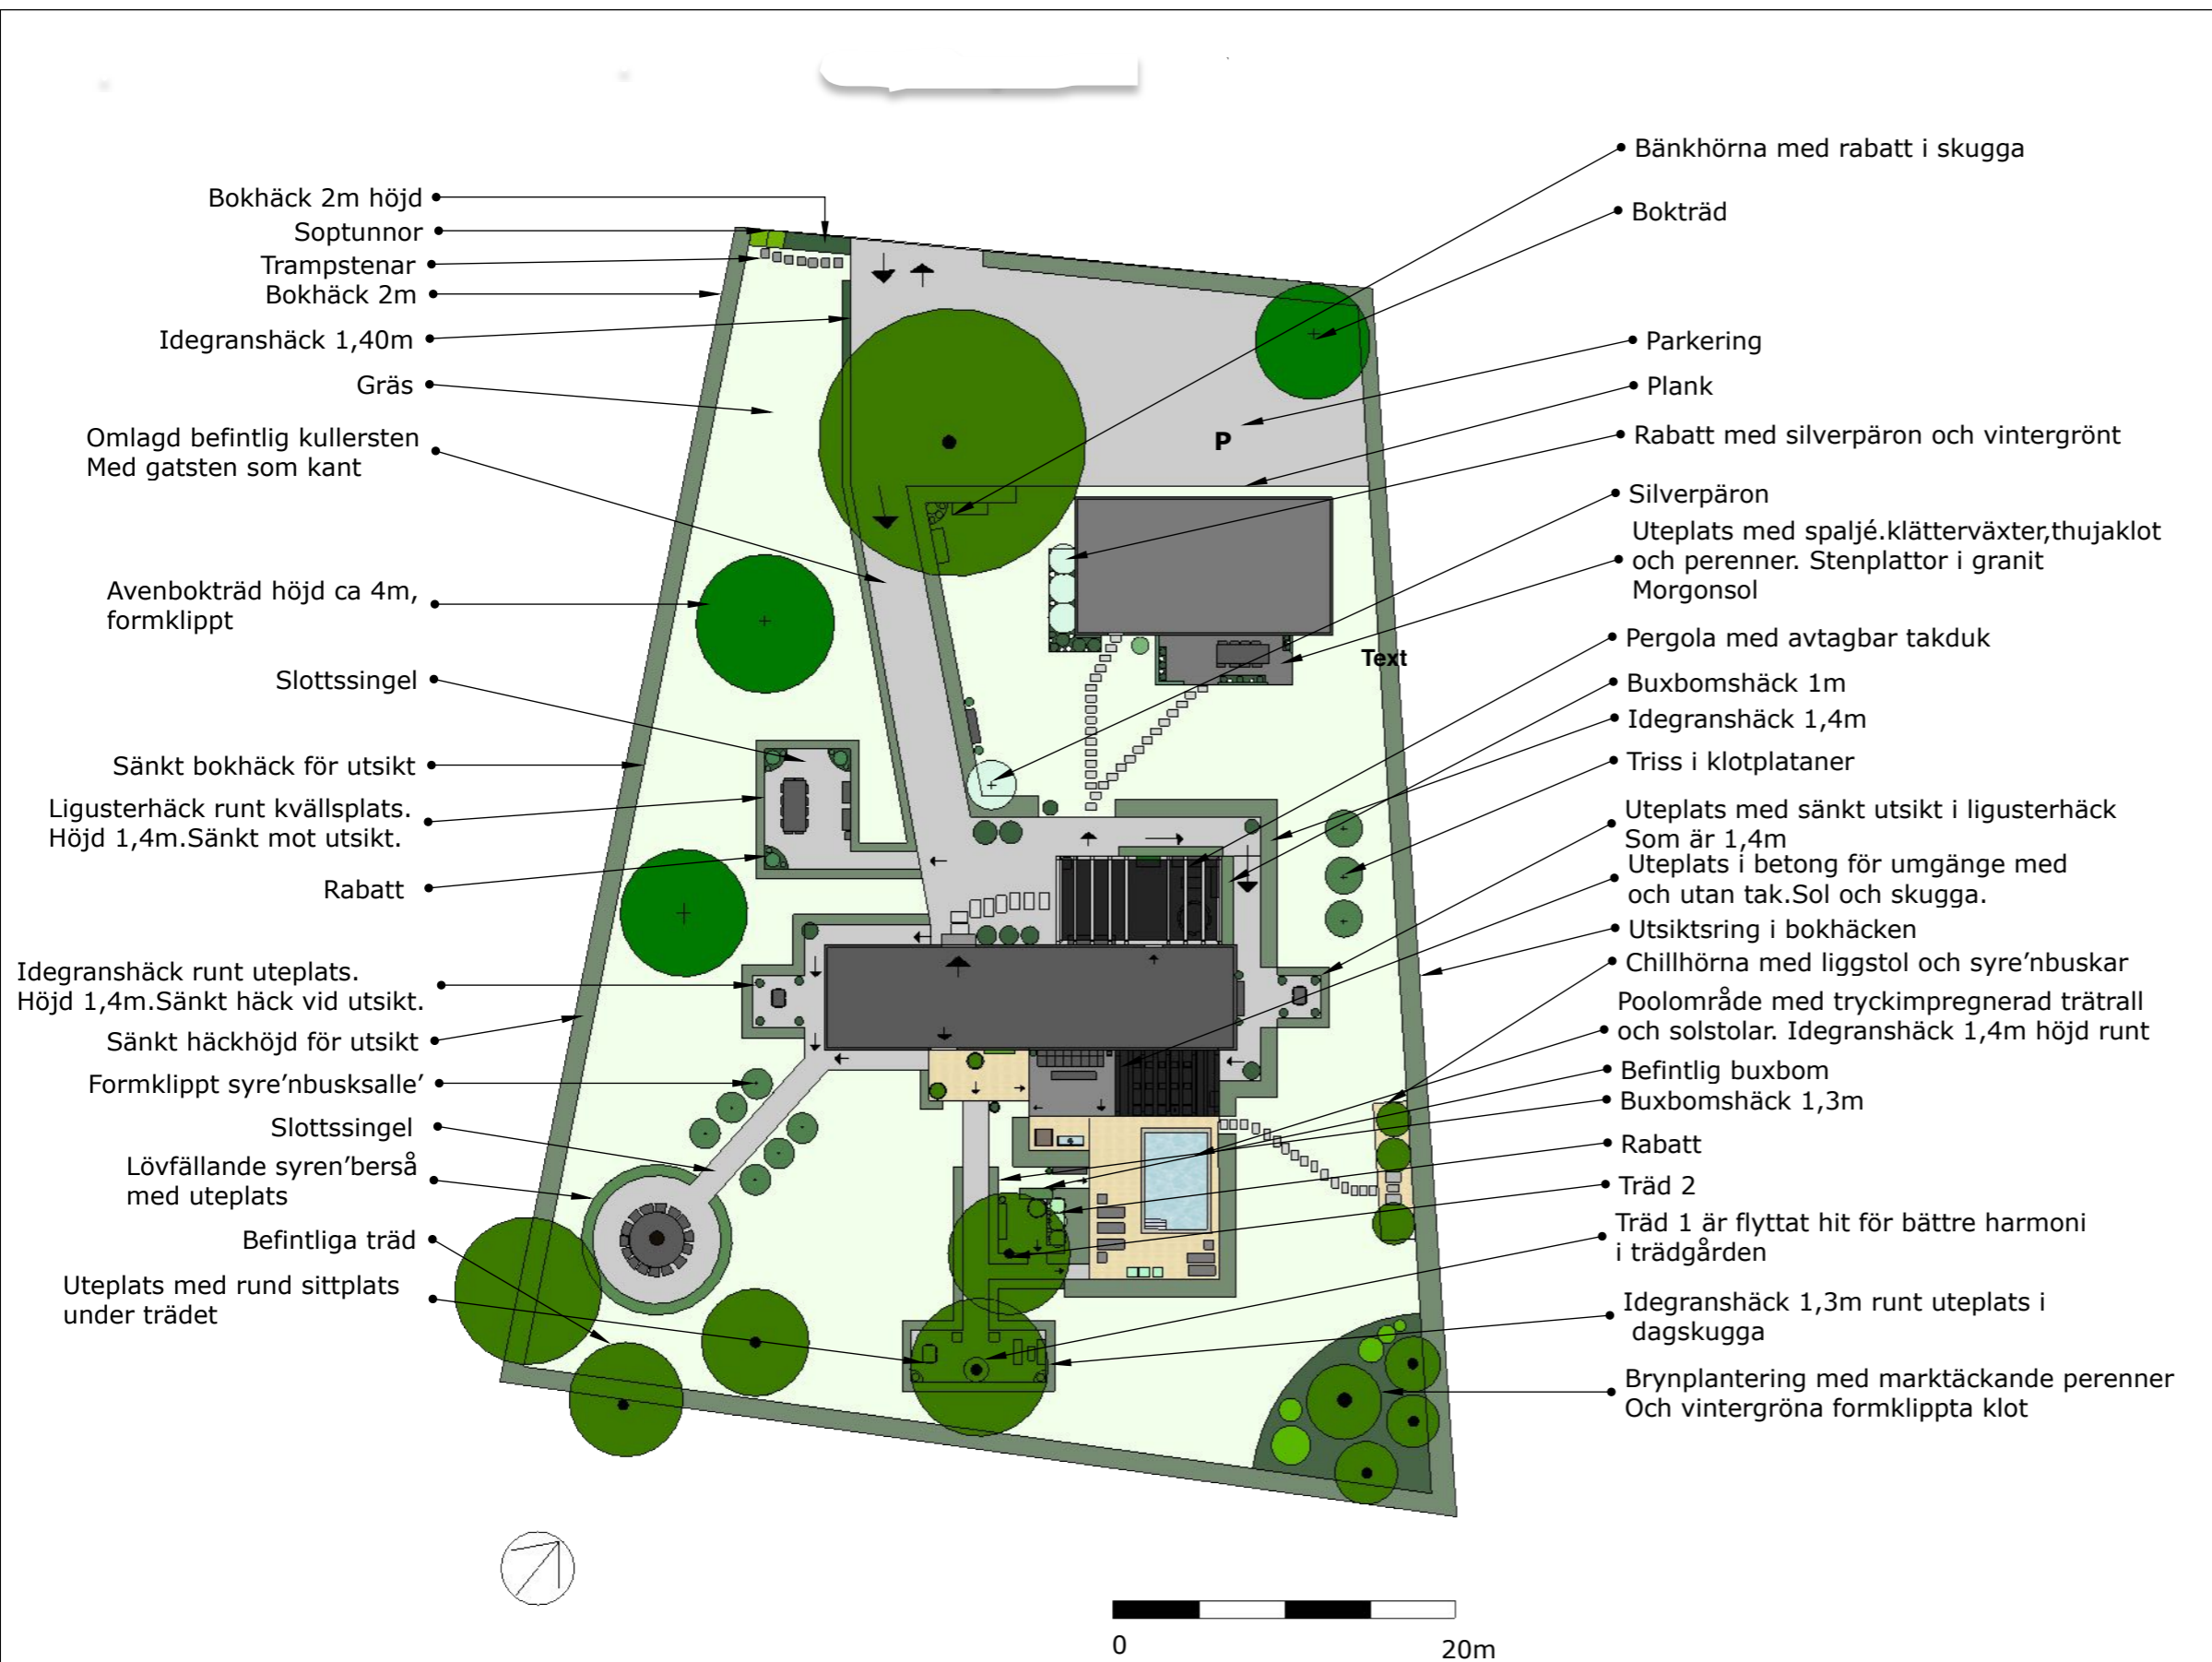 Bokhäck 2m höjd
Soptunnor
Trampstenar
Bokhäck 2m
Idegranshäck 1,40m
Gräs
Omlagd befintlig kullersten
Med gatsten som kant
Avenbokträd höjd ca 4m,
formklippt
Slottssingel
Sänkt bokhäck för utsikt
Ligusterhäck runt kvällsplats.
Höjd 1,4m.Sänkt mot utsikt.
Rabatt
Idegranshäck runt uteplats.
Höjd 1,4m.Sänkt häck vid utsikt.
Sänkt häckhöjd för utsikt
Formklippt syre'nbusksalle'
Slottssingel
Lövfällande syren'berså
med uteplats
Befintliga träd
Uteplats med rund sittplats
under trädet
P
Text
Bänkhörna med rabatt i skugga
Bokträd
Parkering
Plank
Rabatt med silverpäron och vintergrönt
Silverpäron
Uteplats med spaljé.klätterväxter,thujaklot
och perenner. Stenplattor i granit
Morgonsol
Pergola med avtagbar takduk
Buxbomshäck 1m
Idegranshäck 1,4m
Triss i klotplataner
Uteplats med sänkt utsikt i ligusterhäck
Som är 1,4m
Uteplats i betong för umgänge med
och utan tak.Sol och skugga.
Utsiktsring i bokhäcken
Chillhörna med liggstol och syre'nbuskar
Poolområde med tryckimpregnerad trätrall
och solstolar. Idegranshäck 1,4m höjd runt
Befintlig buxbom
Buxbomshäck 1,3m
Rabatt
Träd 2
Träd 1 är flyttat hit för bättre harmoni
i trädgården
Idegranshäck 1,3m runt uteplats i
dagskugga
Brynplantering med marktäckande perenner
Och vintergröna formklippta klot
0 20m